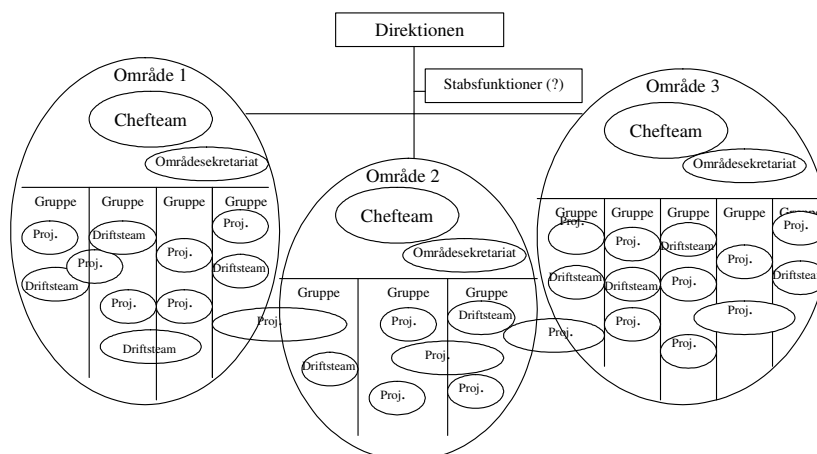 Direktionen
Stabsfunktioner (?)
Område 1
Chefteam
Områdesekretariat
Gruppe Gruppe Gruppe Gruppe
Proj.
Driftsteam
Proj.
Proj.
Proj.
Driftsteam
Driftsteam
Proj.
Proj.
Driftsteam
Proj.
Område 2
Chefteam
Områdesekretariat
Gruppe Gruppe Gruppe
Proj.
Driftsteam
Proj.
Driftsteam
Proj.
Proj.
Proj.
Område 3
Chefteam
Områdesekretariat
Gruppe Gruppe Gruppe Gruppe Gruppe
Proj.
Proj.
Driftsteam
Proj.
Proj.
Driftsteam
Driftsteam
Proj.
Driftsteam
Proj.
Proj.
Proj.